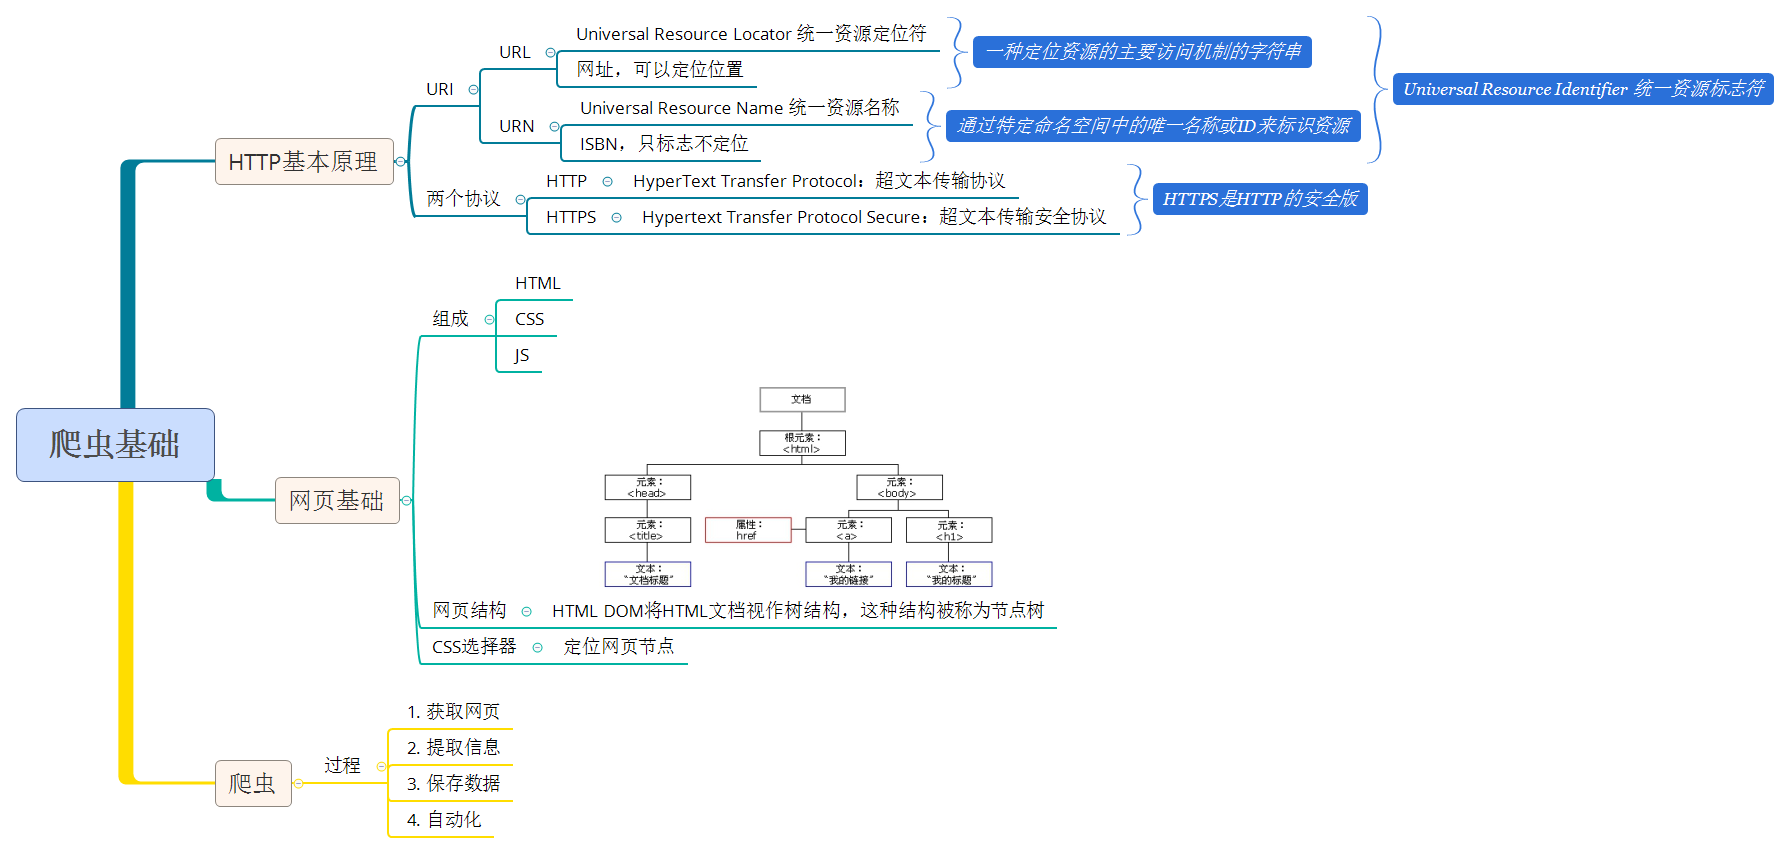 爬虫基础
HTTP基本原理
URI
URL
Universal Resource Locator 统一资源定位符
网址，可以定位位置
一种定位资源的主要访问机制的字符串
URN
Universal Resource Name 统一资源名称
ISBN，只标志不定位
通过特定命名空间中的唯一名称或ID来标识资源
Universal Resource Identifier 统一资源标志符
两个协议
HTTP
HyperText Transfer Protocol：超文本传输协议
HTTPS
Hypertext Transfer Protocol Secure：超文本传输安全协议
HTTPS是HTTP的安全版
网页基础
组成
HTML
CSS
JS
文档
根元素：
<html>
元素：
<head>
元素：
<body>
元素：
<title>
属性：
href
元素：
<a>
元素：
<h1>
文本：
“文档标题”
文本：
“我的链接”
文本：
“我的标题”
网页结构
HTML DOM将HTML文档视作树结构，这种结构被称为节点树
CSS选择器
定位网页节点
爬虫
过程
1. 获取网页
2. 提取信息
3. 保存数据
4. 自动化